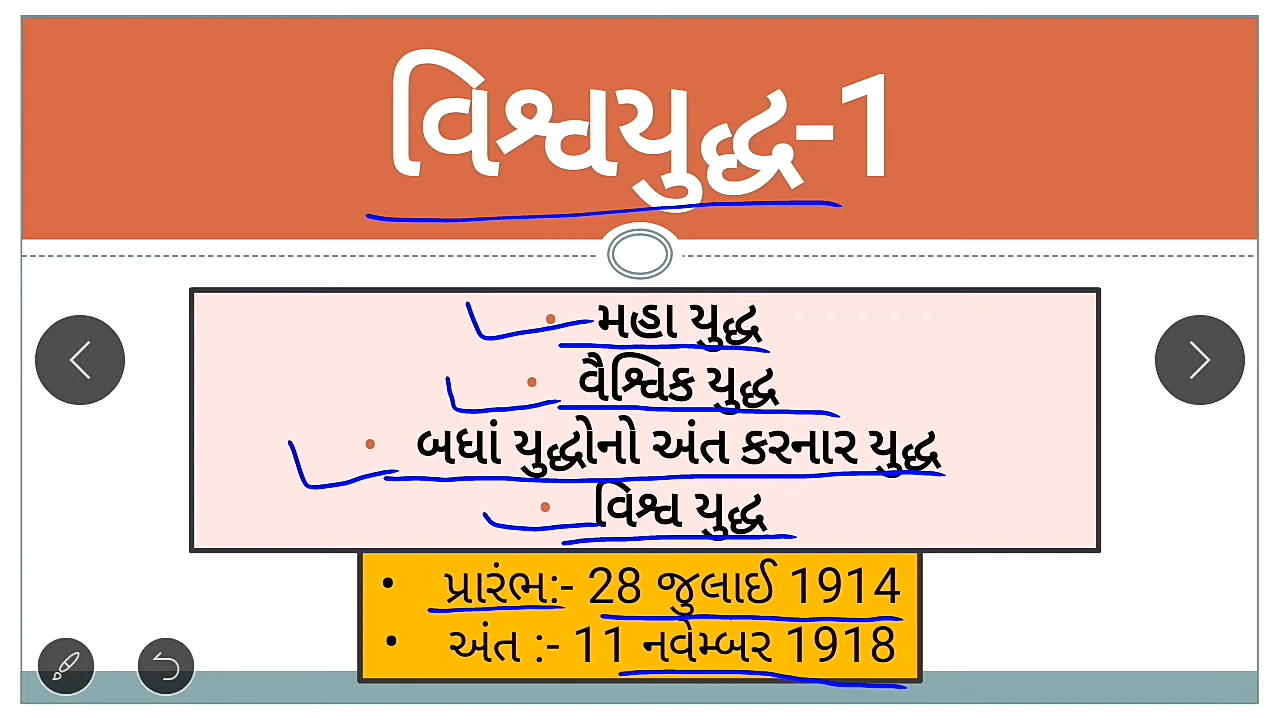 વિશ્વયુદ્ધ-1
• મહા યુદ્ધ
• વૈશ્વિક યુદ્ધ
• બધાં યુદ્ધોનો અંત કરનાર યુદ્ધ
• વિશ્વ યુદ્ધ
• પ્રારંભ:- 28 જુલાઈ 1914
• અંત :- 11 નવેમ્બર 1918